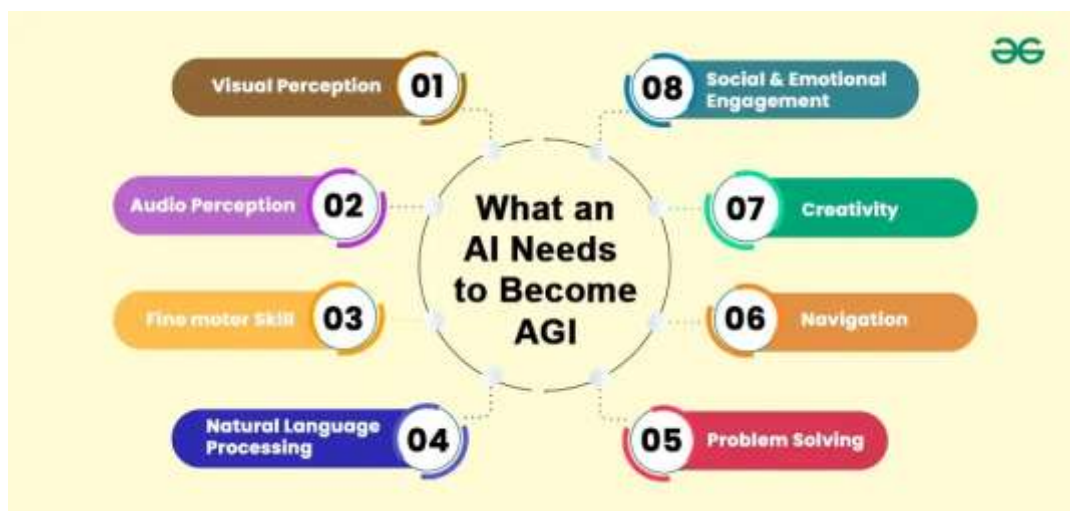 Visual Perception
01
Audio Perception
02
Fine moter Skill
03
Natural Language
Processing
04
What an
AI Needs
to Become
AGI
08
Social & Emotional
Engagement
07
Creativity
06
Navigation
05
Problem Solving